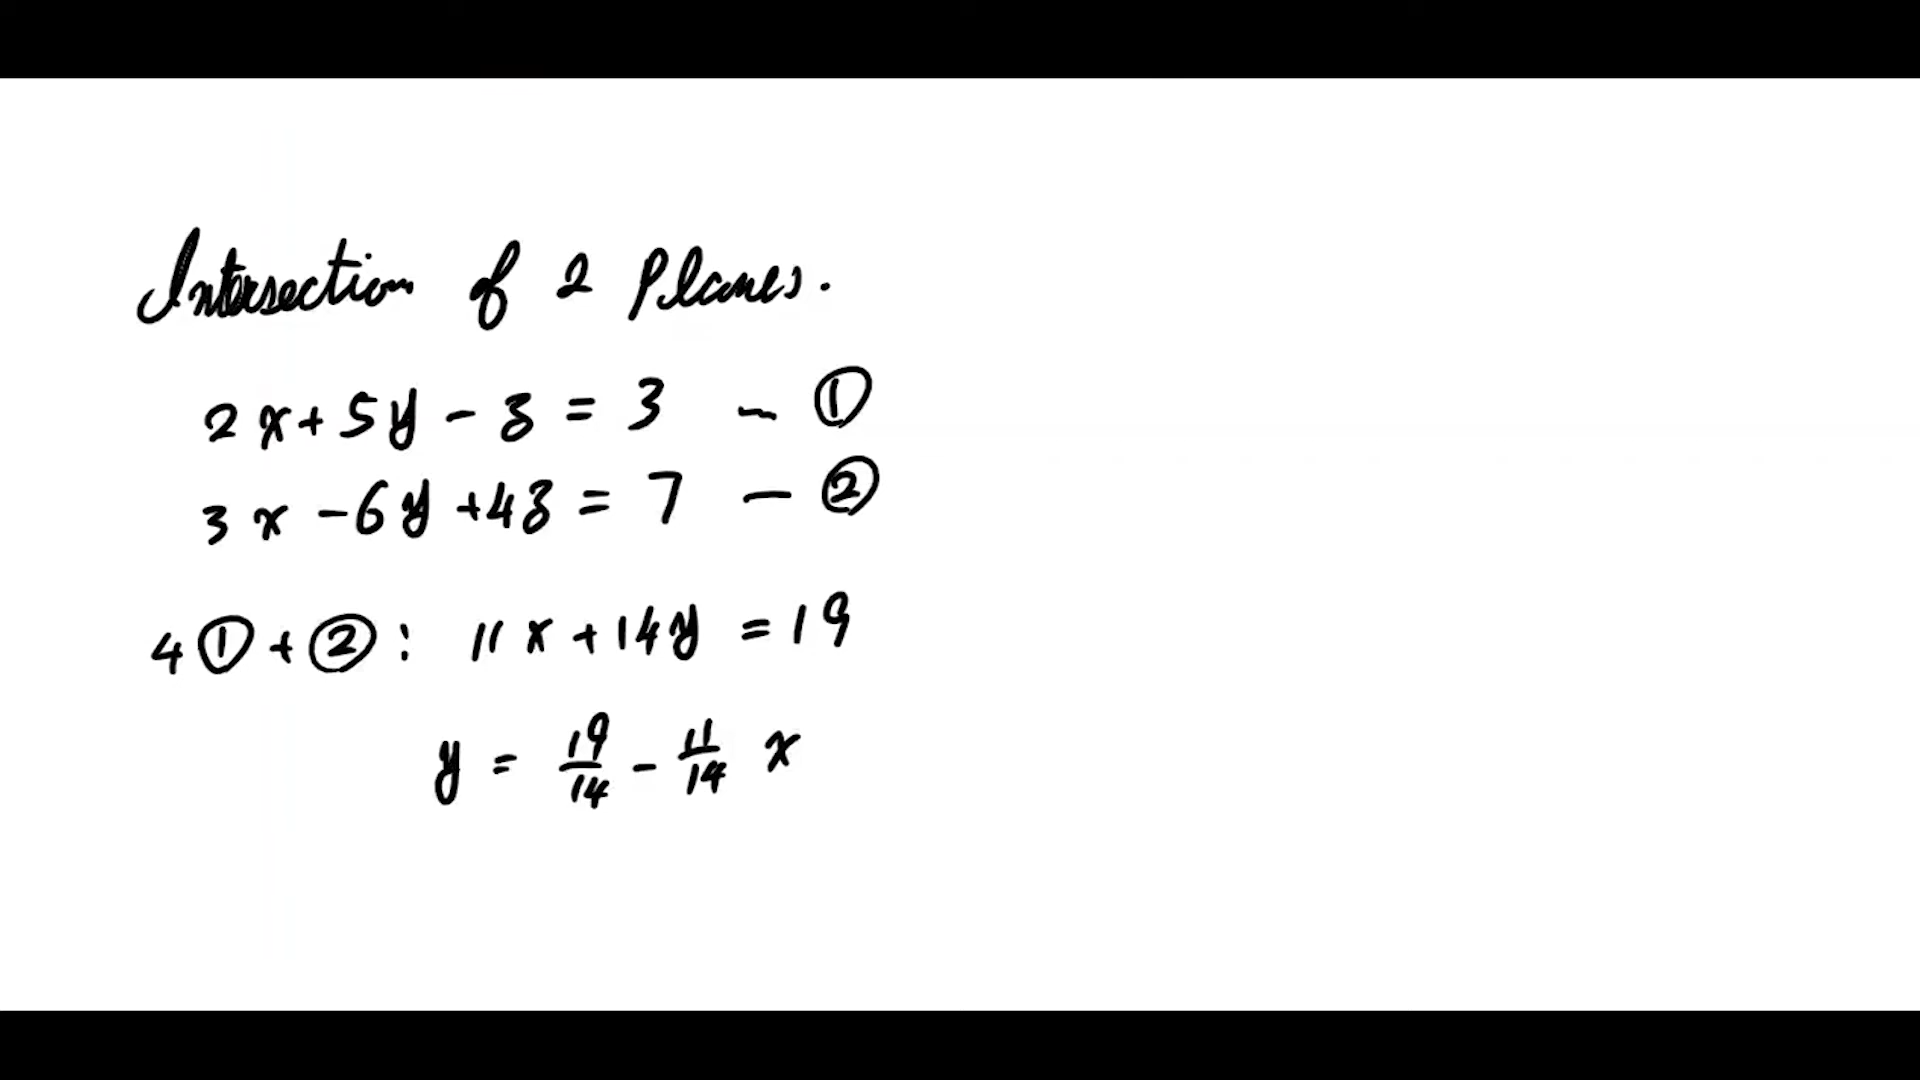 Intersection of 2 Planes.
2x + 5y - z = 3 - ①
3x - 6y + 4z = 7 - ②
4① + ② : 11x + 14y = 19
y = 19/14 - 11/14 x